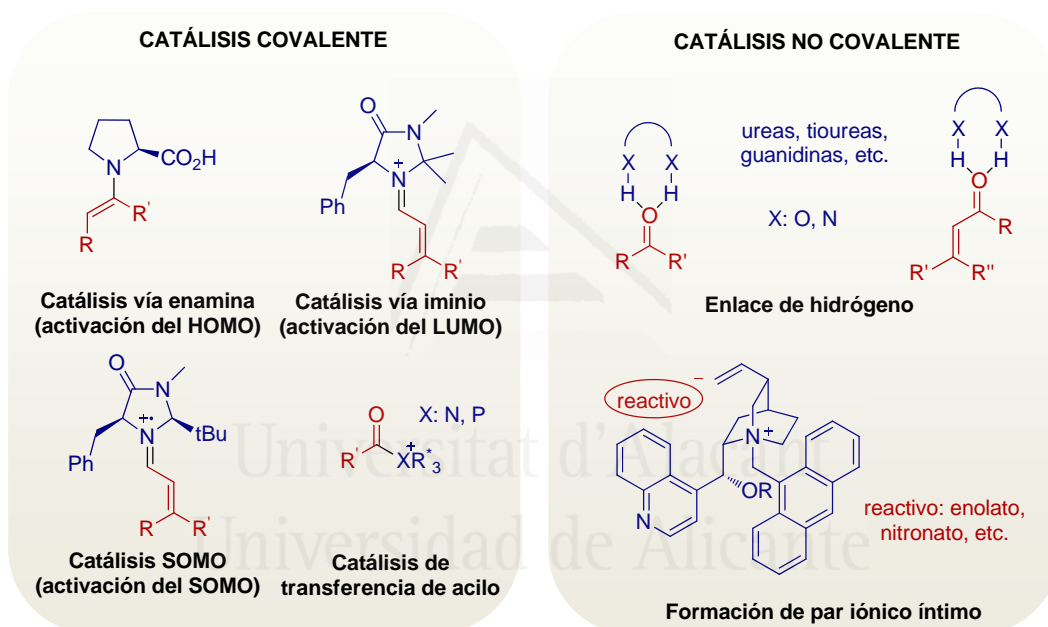 CATÁLISIS COVALENTE
O
N
N
CO2H
R
R'
Catálisis vía enamina
(activación del HOMO)
N
+
Ph
R
R'
Catálisis vía iminio
(activación del LUMO)
O
N
N
+•
tBu
Ph
R
R'
Catálisis SOMO
(activación del SOMO)
X: N, P
O
R'
+
XR*3
Catálisis de
transferencia de acilo
CATÁLISIS NO COVALENTE
X X
H H
O
R R'
ureas, tioureas,
guanidinas, etc.
X: O, N
X X
H H
O
R
R' R''
Enlace de hidrógeno
reactivo
–
+
N
OR
N
reactivo: enolato,
nitronato, etc.
Formación de par iónico íntimo
Universitat d'Alacant
Universidad de Alicante